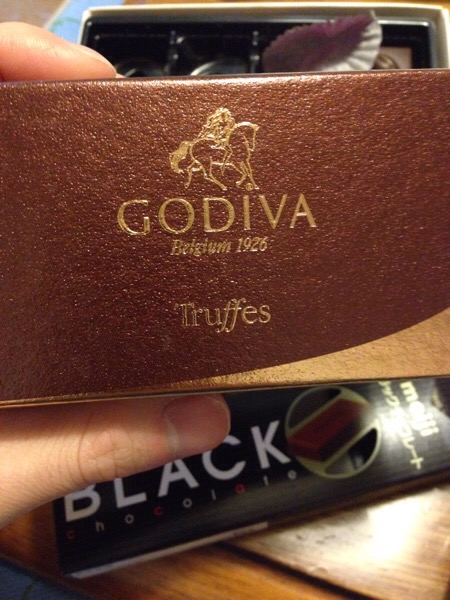 GODIVA
Belgium 1926
Truffes
BLACK
chocolate
meiji